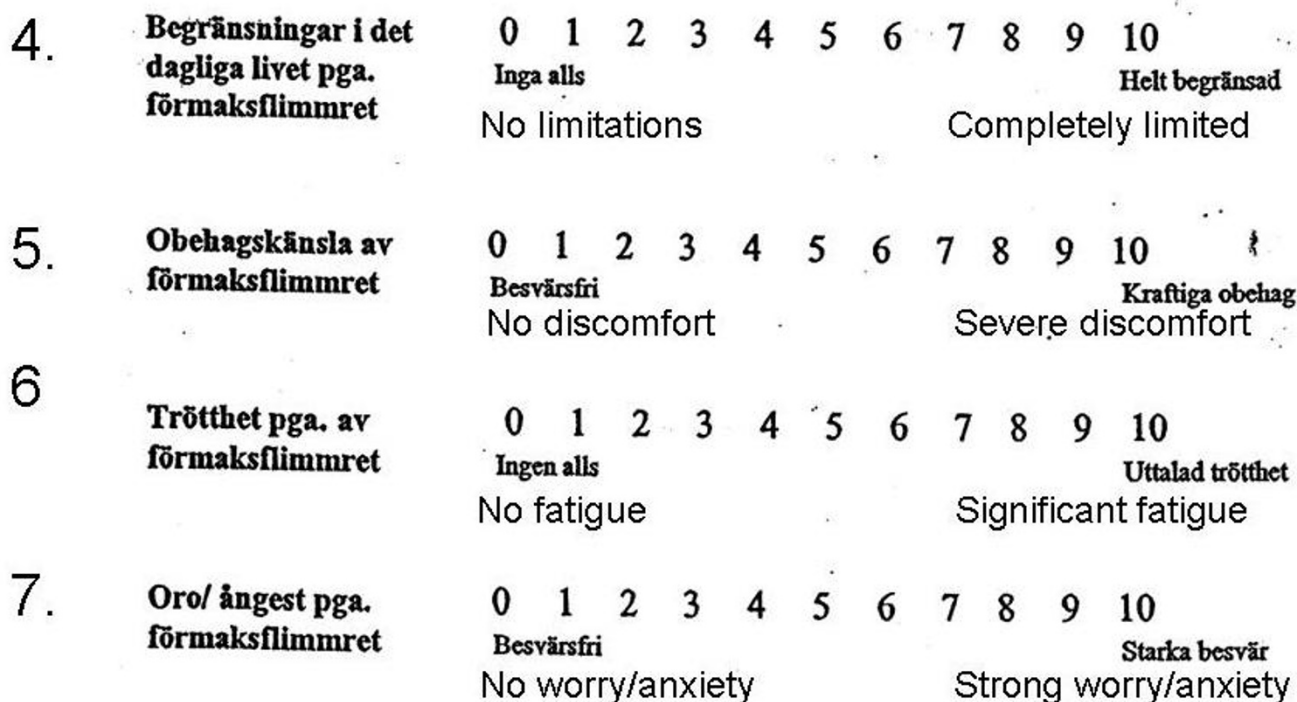 4. Begränsningar i det dagliga livet pga. förmaksflimmret
0 1 2 3 4 5 6 7 8 9 10
Inga alls Helt begränsad
No limitations Completely limited
5. Obehagskänsla av förmaksflimmret
0 1 2 3 4 5 6 7 8 9 10
Besvärsfri Kraftiga obehag
No discomfort Severe discomfort
6 Trötthet pga. av förmaksflimmret
0 1 2 3 4 5 6 7 8 9 10
Ingen alls Uttalad trötthet
No fatigue Significant fatigue
7. Oro/ ångest pga. förmaksflimmret
0 1 2 3 4 5 6 7 8 9 10
Besvärsfri Starka besvär
No worry/anxiety Strong worry/anxiety